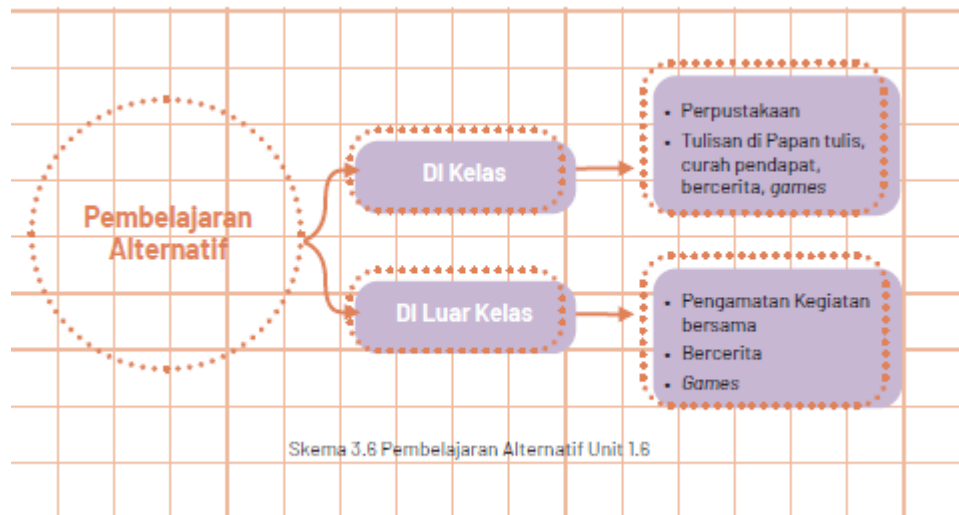 Pembelajaran
Alternatif
DI Kelas
• Perpustakaan
• Tulisan di Papan tulis,
curah pendapat,
bercerita, games
DI Luar Kelas
• Pengamatan Kegiatan
bersama
• Bercerita
• Games
Skema 3.6 Pembelajaran Alternatif Unit 1.6